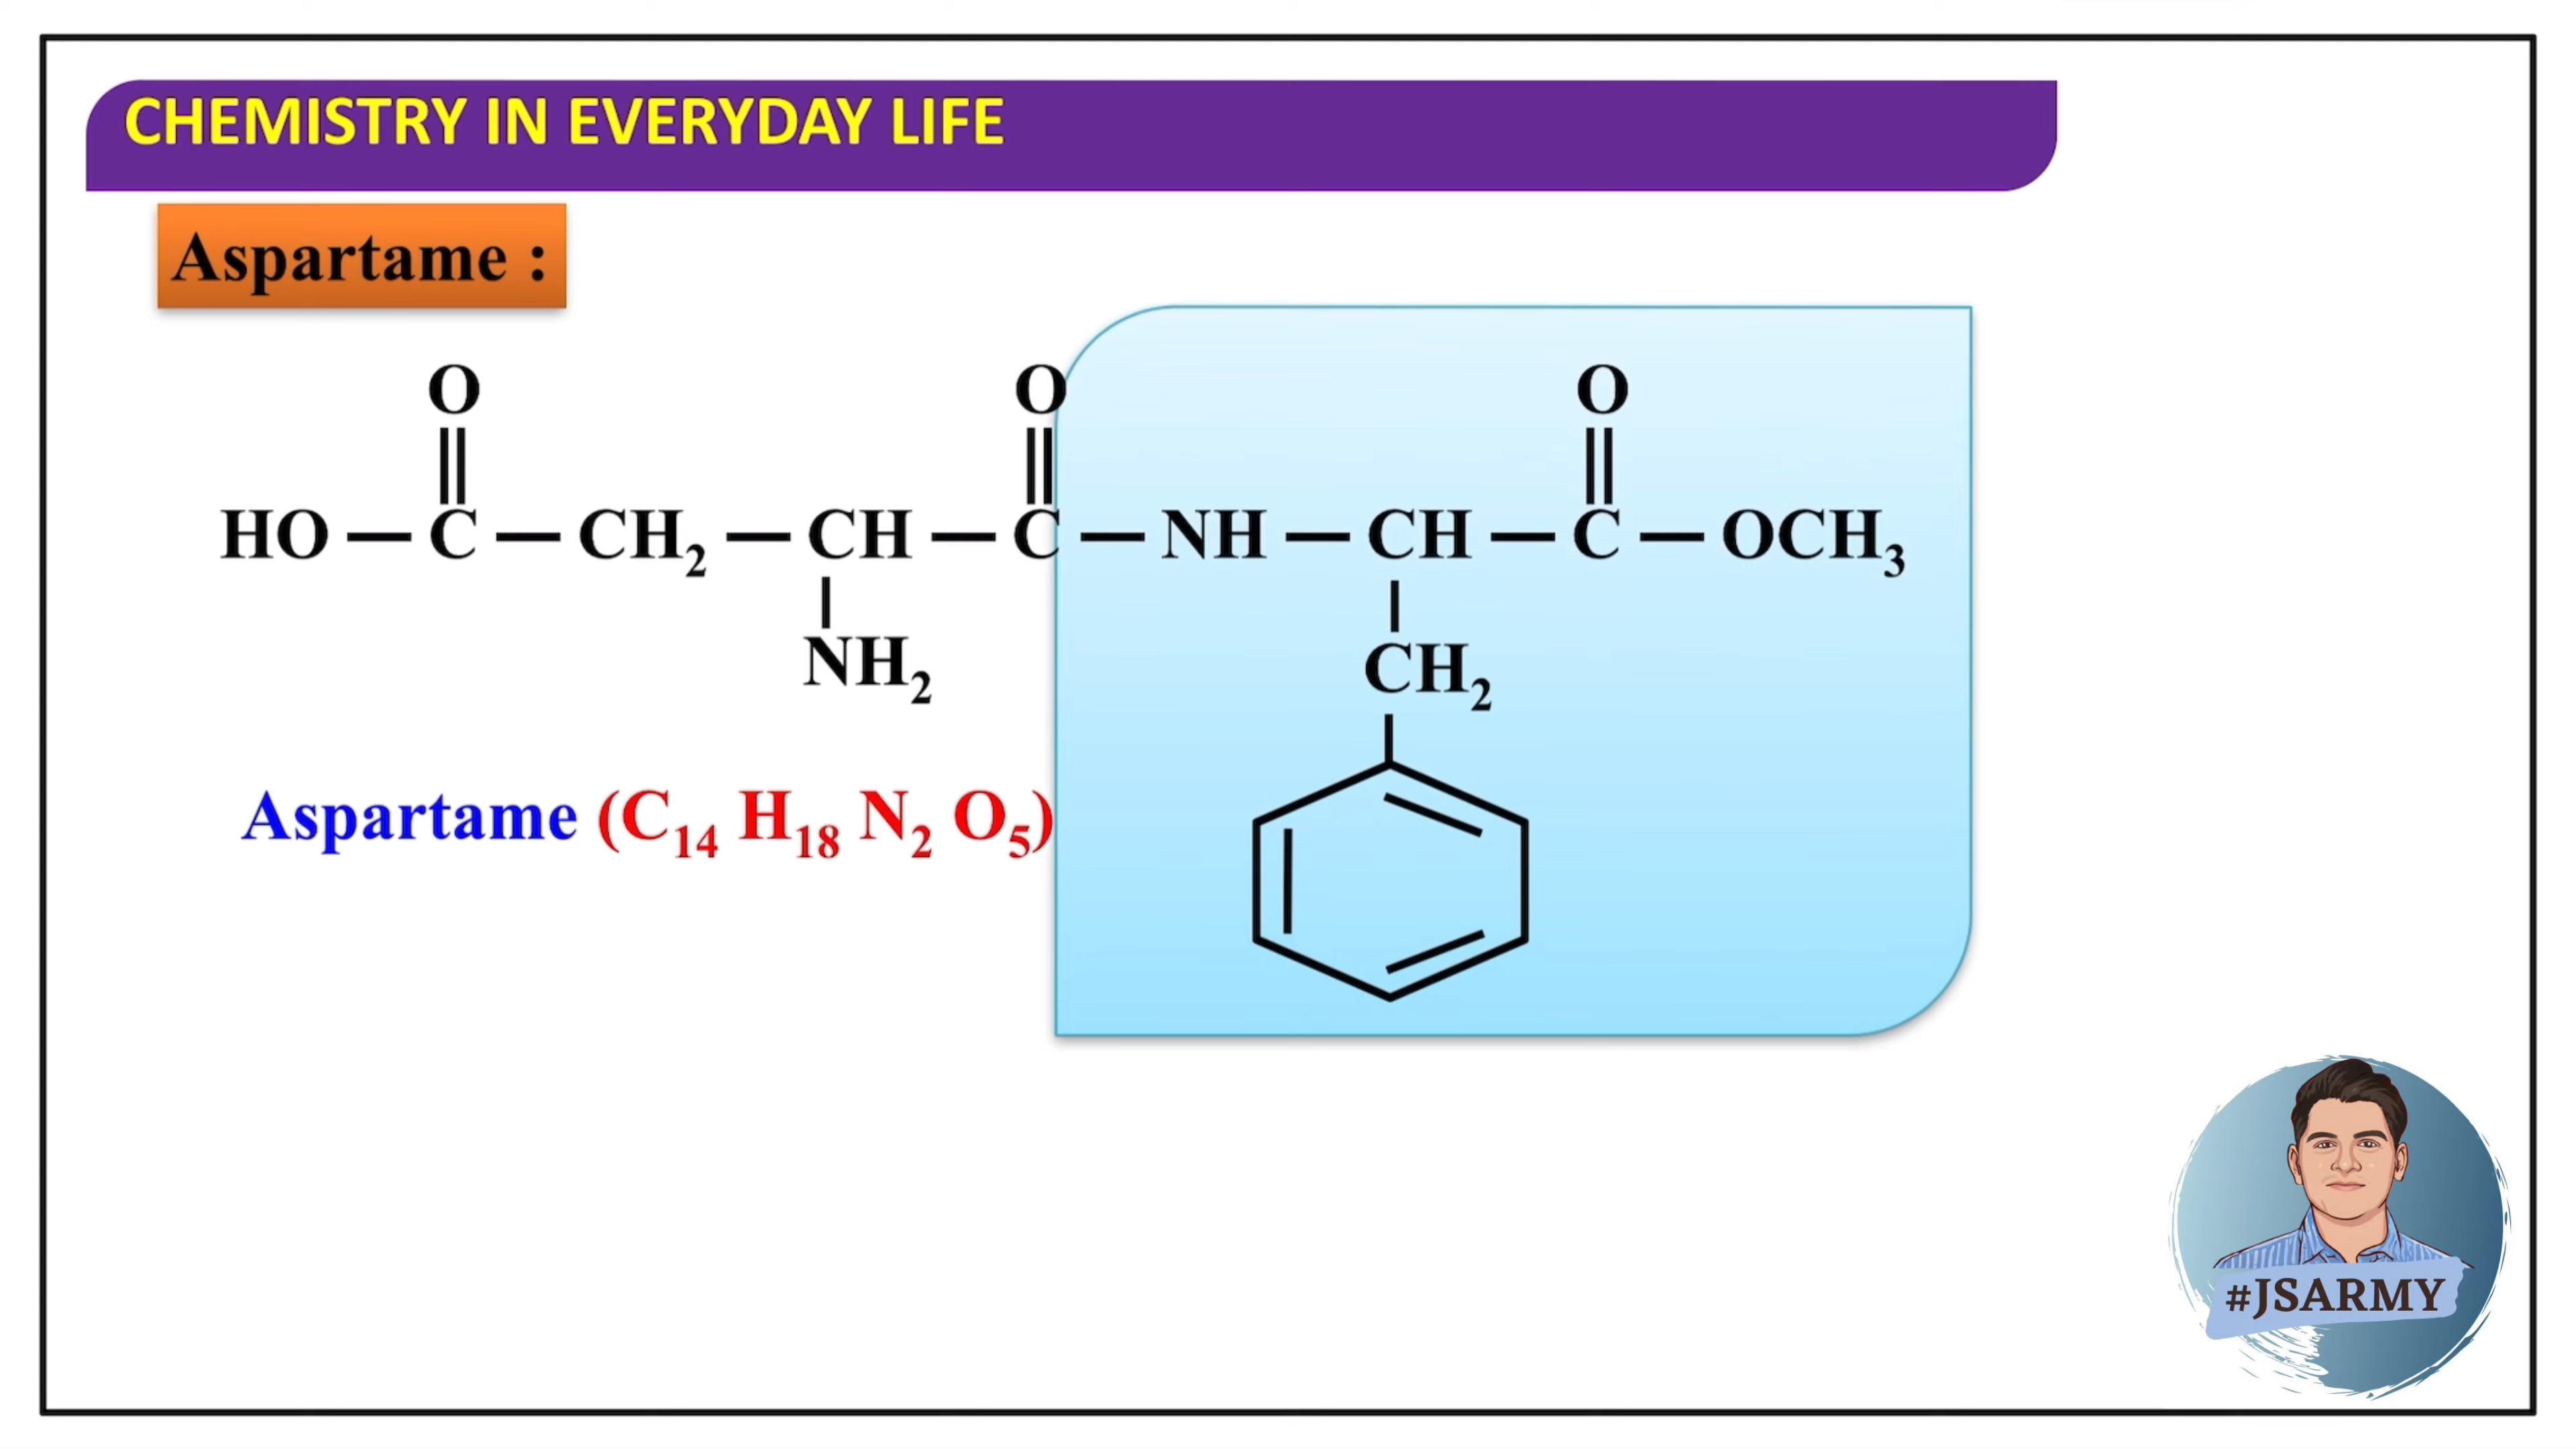 CHEMISTRY IN EVERYDAY LIFE
Aspartame :
O O O
HO — C — CH₂ — CH — C — NH — CH — C — OCH₃
NH₂ CH₂
Aspartame (C₁₄ H₁₈ N₂ O₅)
#JSARMY